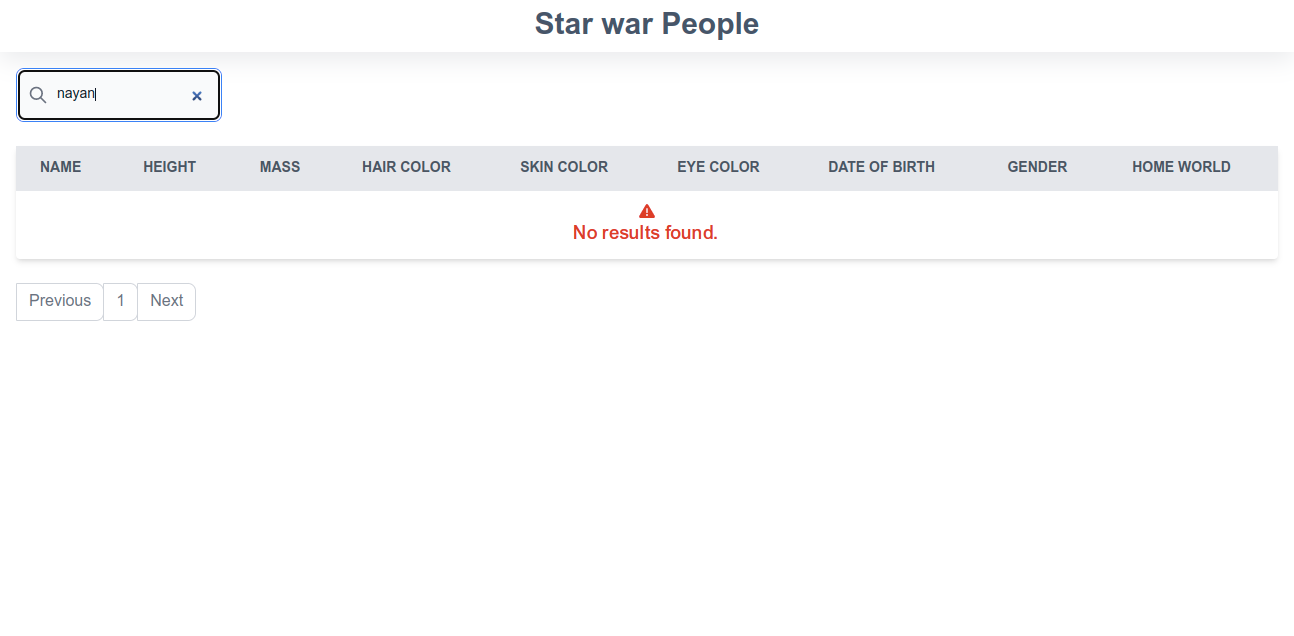 Star war People
nayan
NAME HEIGHT MASS HAIR COLOR SKIN COLOR EYE COLOR DATE OF BIRTH GENDER HOME WORLD
No results found.
Previous 1 Next